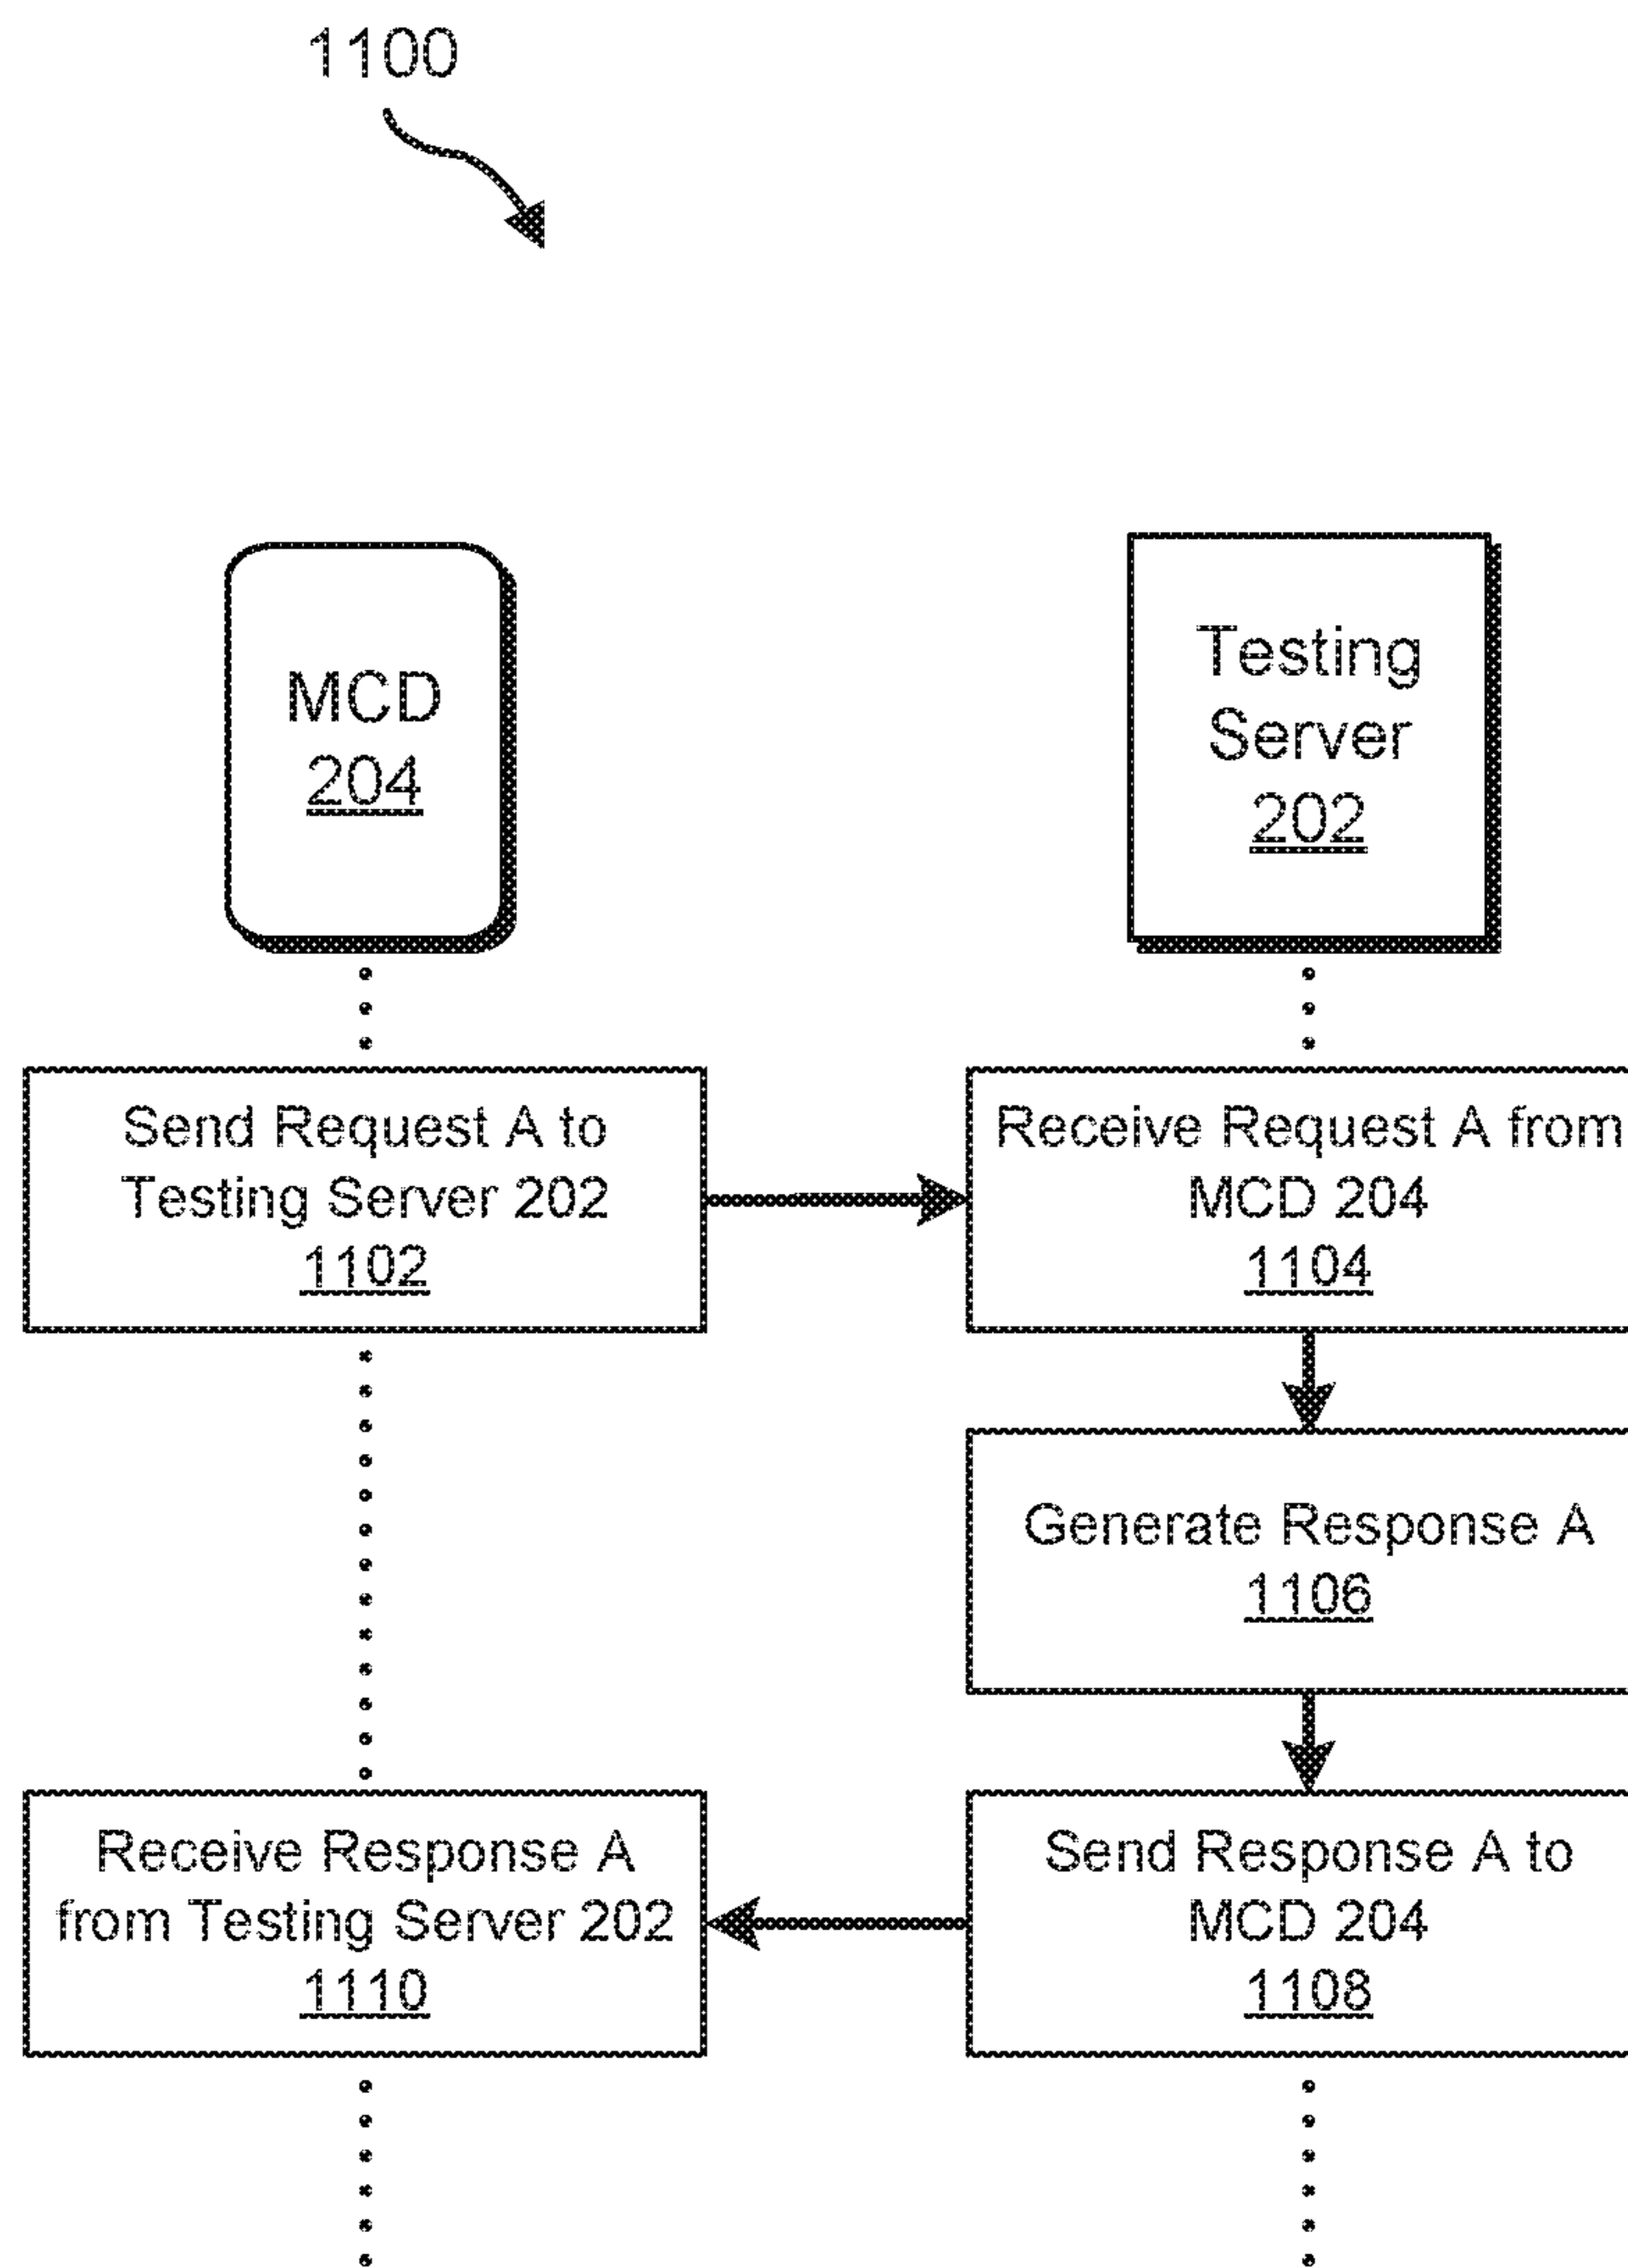 1100
MCD
204
Testing
Server
202
Send Request A to
Testing Server 202
1102
Receive Request A from
MCD 204
1104
Generate Response A
1106
Receive Response A
from Testing Server 202
1110
Send Response A to
MCD 204
1108